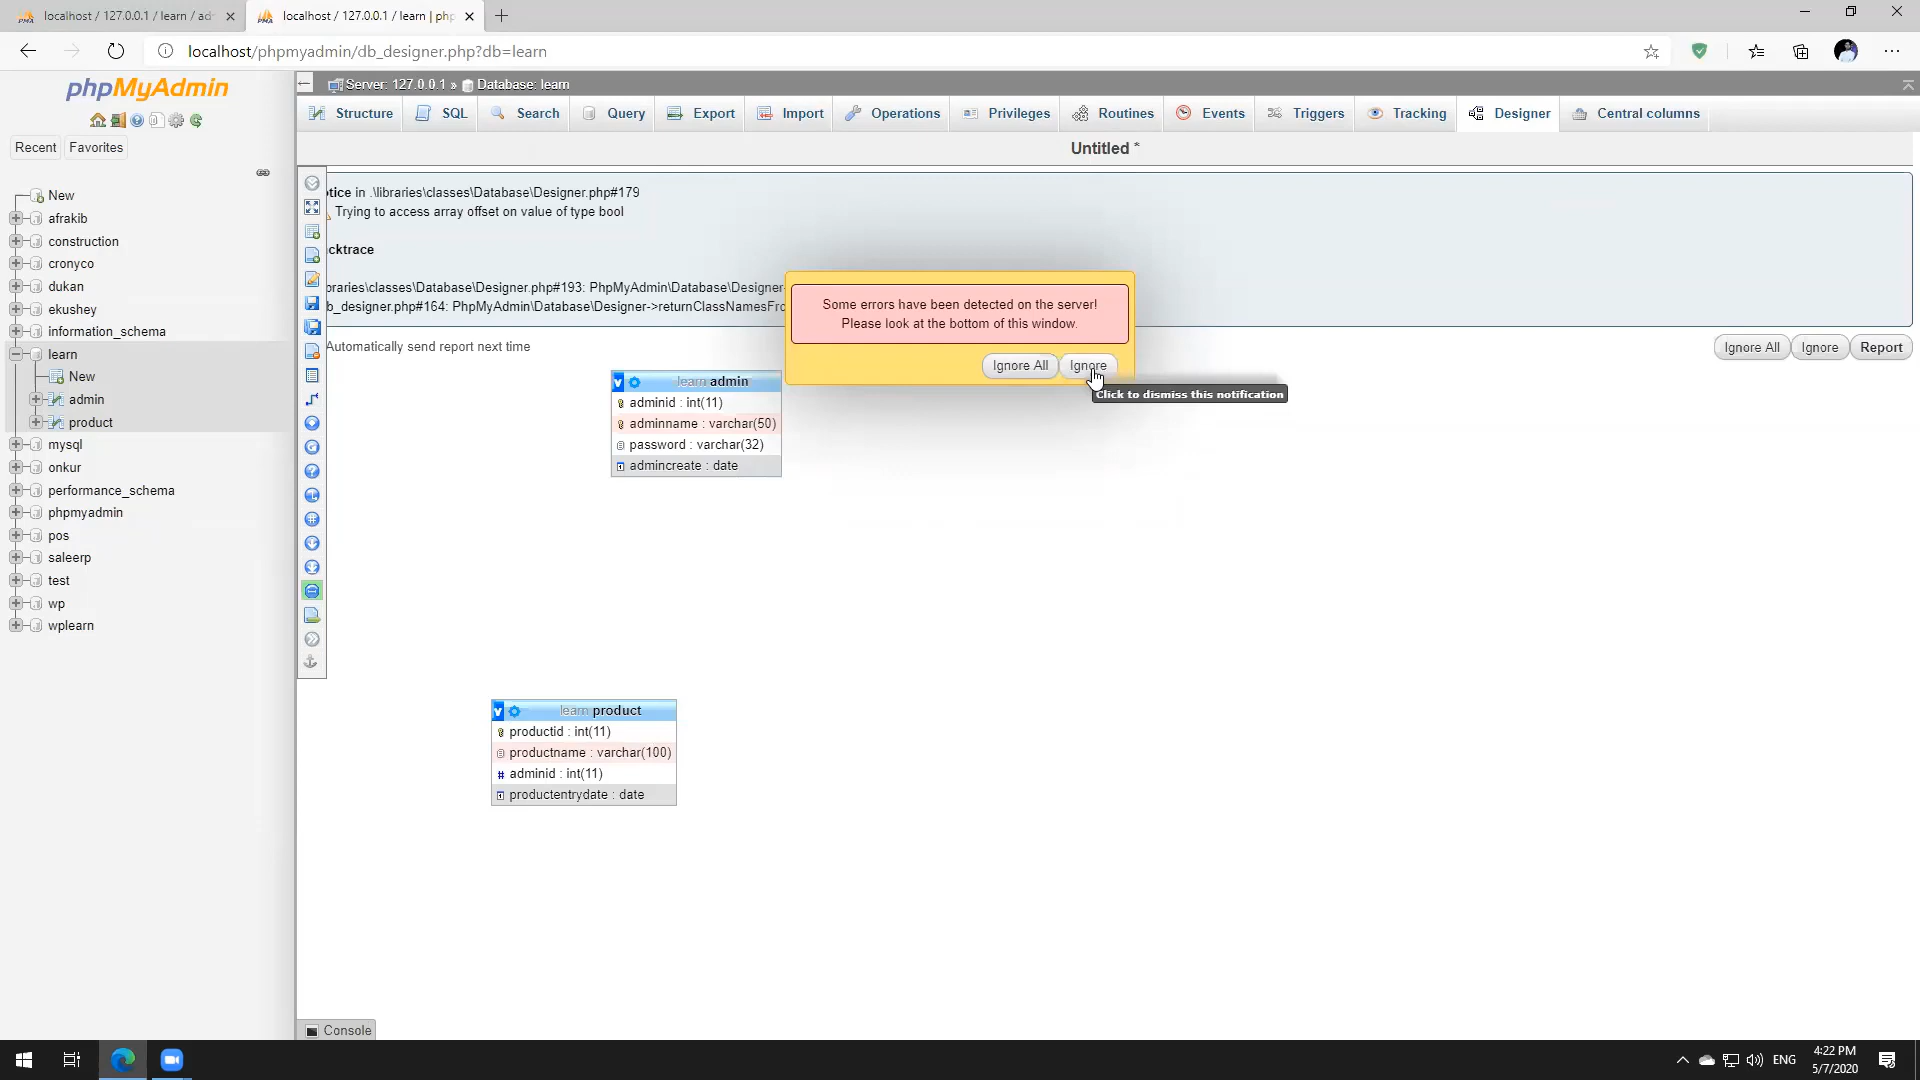 localhost / 127.0.0.1 / learn / adr
localhost / 127.0.0.1 / learn | php
localhost/phpmyadmin/db_designer.php?db=learn
phpMyAdmin
Recent
Favorites
New
afrakib
construction
cronyco
dukan
ekushey
information_schema
learn
New
admin
product
mysql
onkur
performance_schema
phpmyadmin
pos
saleerp
test
wp
wplearn
Server: 127.0.0.1 » Database: learn
Structure
SQL
Search
Query
Export
Import
Operations
Privileges
Routines
Events
Triggers
Tracking
Designer
Central columns
Untitled *
otice in .\libraries\classes\Database\Designer.php#179
Trying to access array offset on value of type bool
cktrace
braries\classes\Database\Designer.php#193: PhpMyAdmin\Database\Designer-
b_designer.php#164: PhpMyAdmin\Database\Designer->returnClassNamesFro
Automatically send report next time
Ignore All
Ignore
Report
Some errors have been detected on the server!
Please look at the bottom of this window.
Ignore All
Ignore
Click to dismiss this notification
learn admin
adminid : int(11)
adminname : varchar(50)
password : varchar(32)
admincreate : date
learn product
productid : int(11)
productname : varchar(100)
adminid : int(11)
productentrydate : date
Console
ENG
4:22 PM
5/7/2020